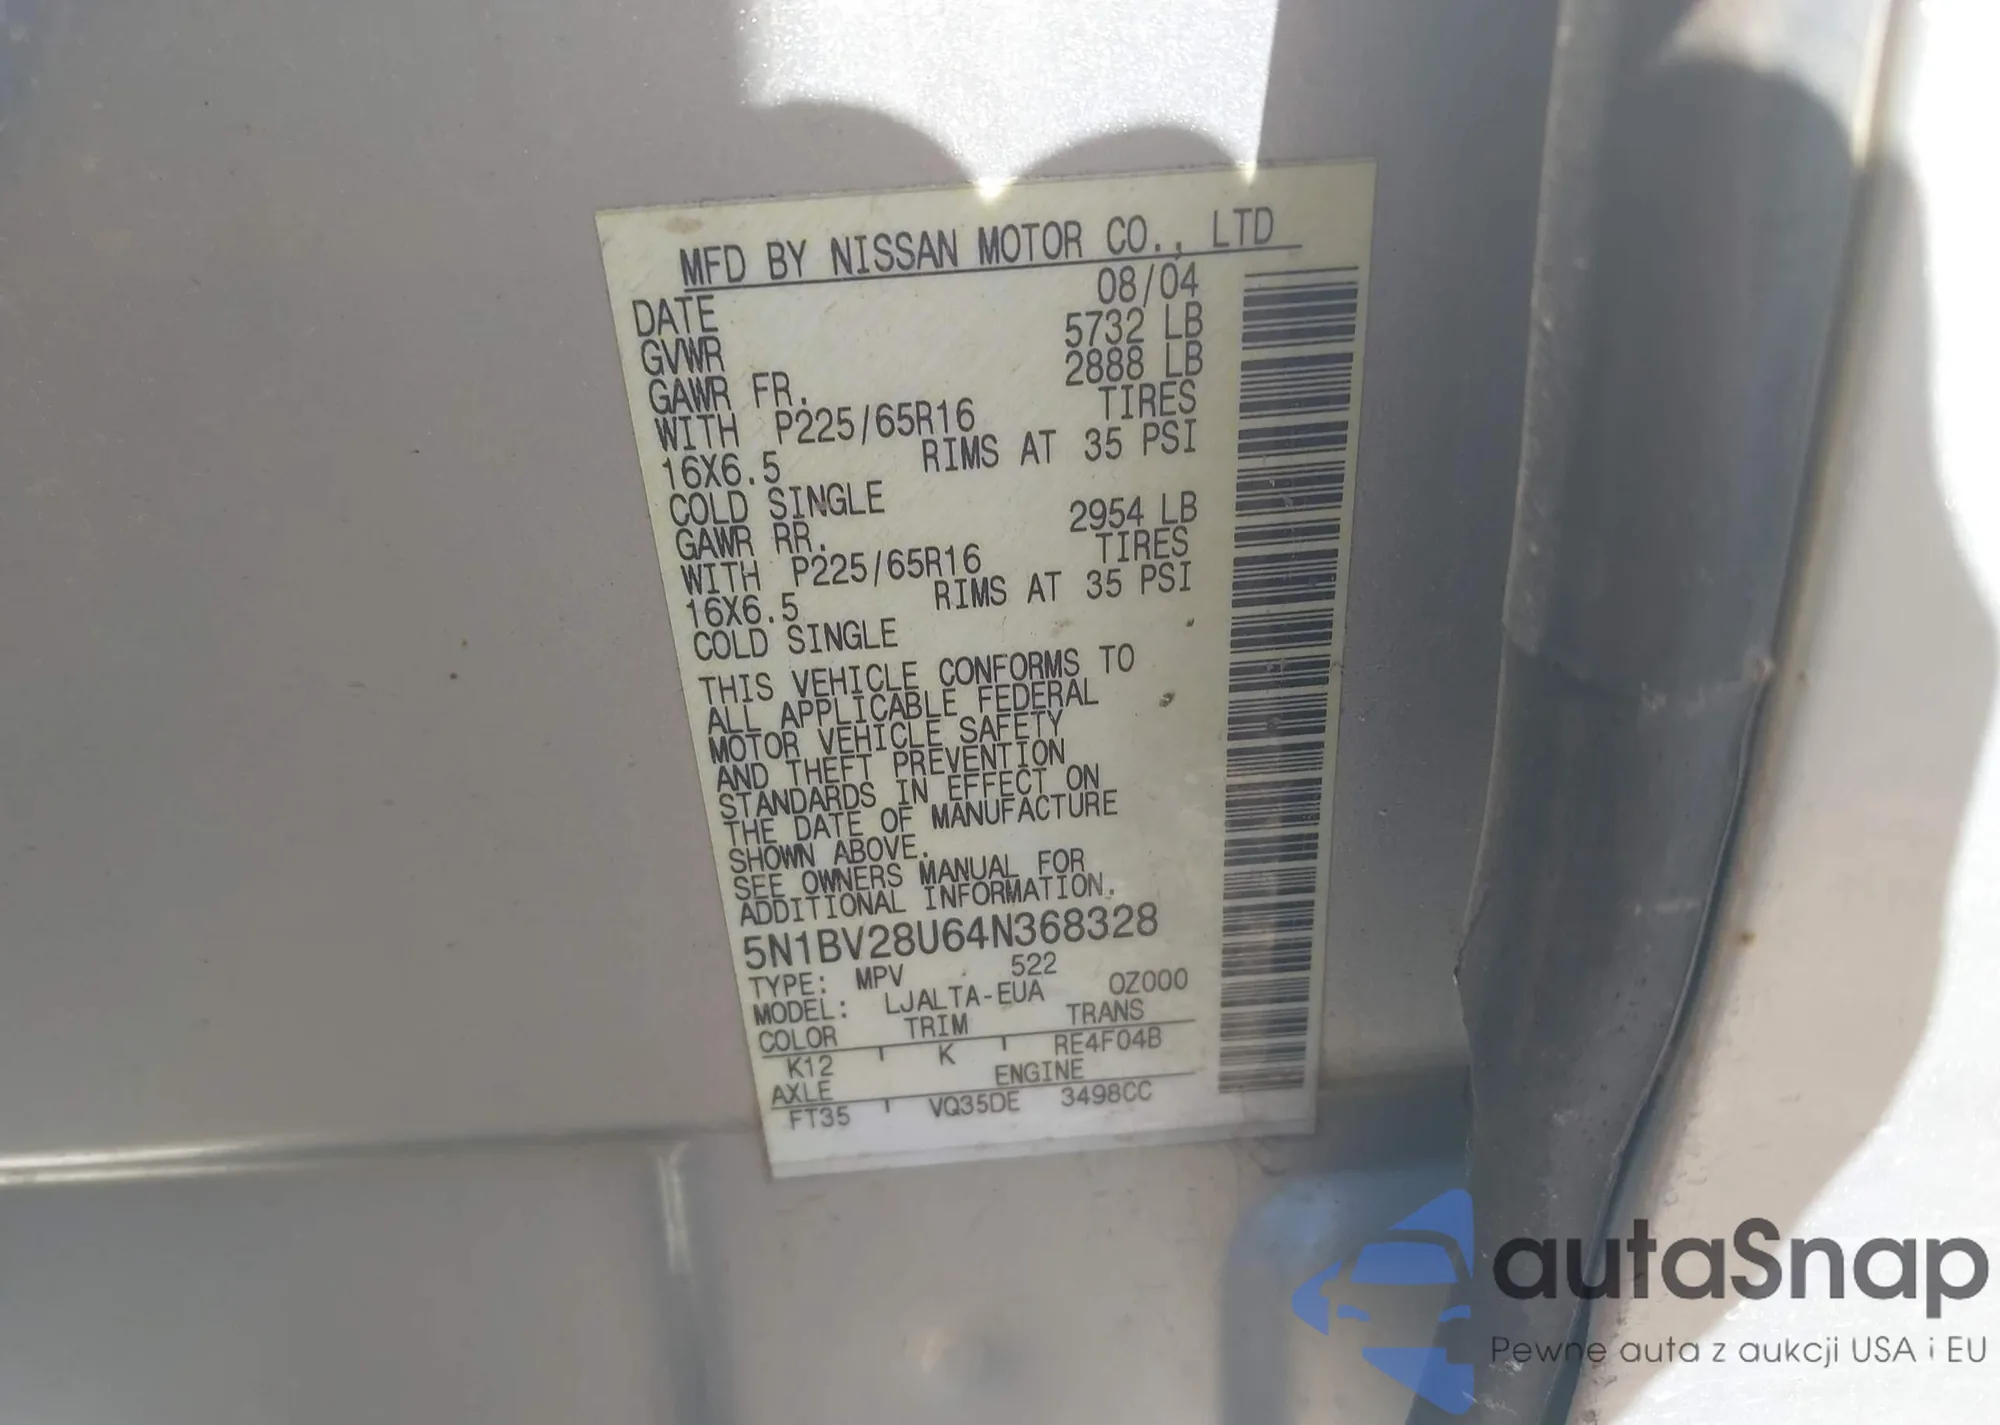 MFD BY NISSAN MOTOR CO., LTD
DATE 08/04
GVWR 5732 LB
GAWR FR. 2888 LB
WITH P225/65R16 TIRES
16X6.5 RIMS AT 35 PSI
COLD SINGLE
GAWR RR. 2954 LB
WITH P225/65R16 TIRES
16X6.5 RIMS AT 35 PSI
COLD SINGLE
THIS VEHICLE CONFORMS TO
ALL APPLICABLE FEDERAL
MOTOR VEHICLE SAFETY
AND THEFT PREVENTION
STANDARDS IN EFFECT ON
THE DATE OF MANUFACTURE
SHOWN ABOVE.
SEE OWNERS MANUAL FOR
ADDITIONAL INFORMATION.
5N1BV28U64N368328
TYPE: MPV 522
MODEL: LJALTA-EUA 0Z000
COLOR TRIM TRANS
K12 K RE4F04B
AXLE ENGINE
FT35 VQ35DE 3498CC
autaSnap
Pewne auta z aukcji USA i EU